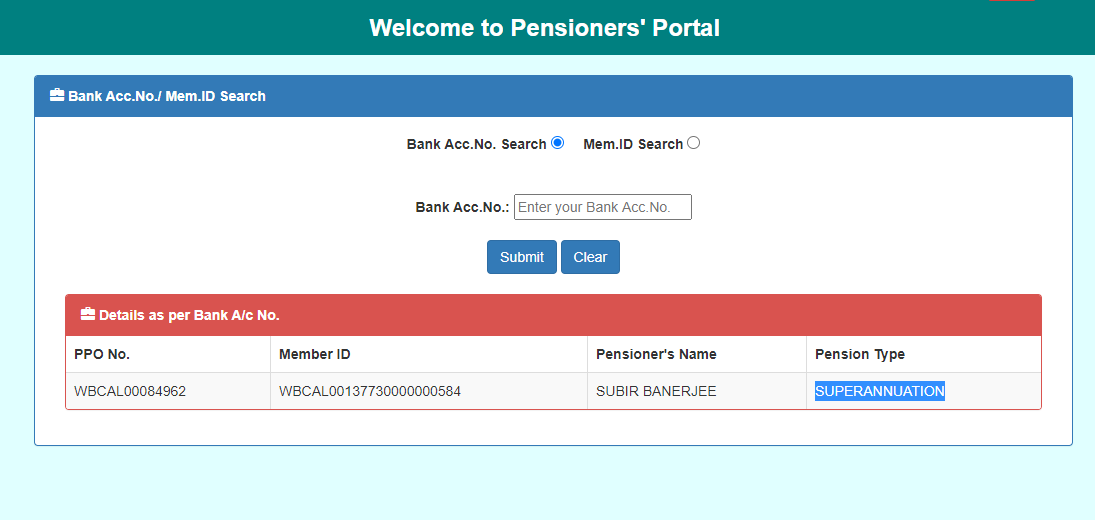 Welcome to Pensioners' Portal
Bank Acc.No./ Mem.ID Search
Bank Acc.No. Search Mem.ID Search
Bank Acc.No.: Enter your Bank Acc.No.
Submit Clear
Details as per Bank A/c No.
PPO No. Member ID Pensioner's Name Pension Type
WBCAL00084962 WBCAL00137730000000584 SUBIR BANERJEE SUPERANNUATION